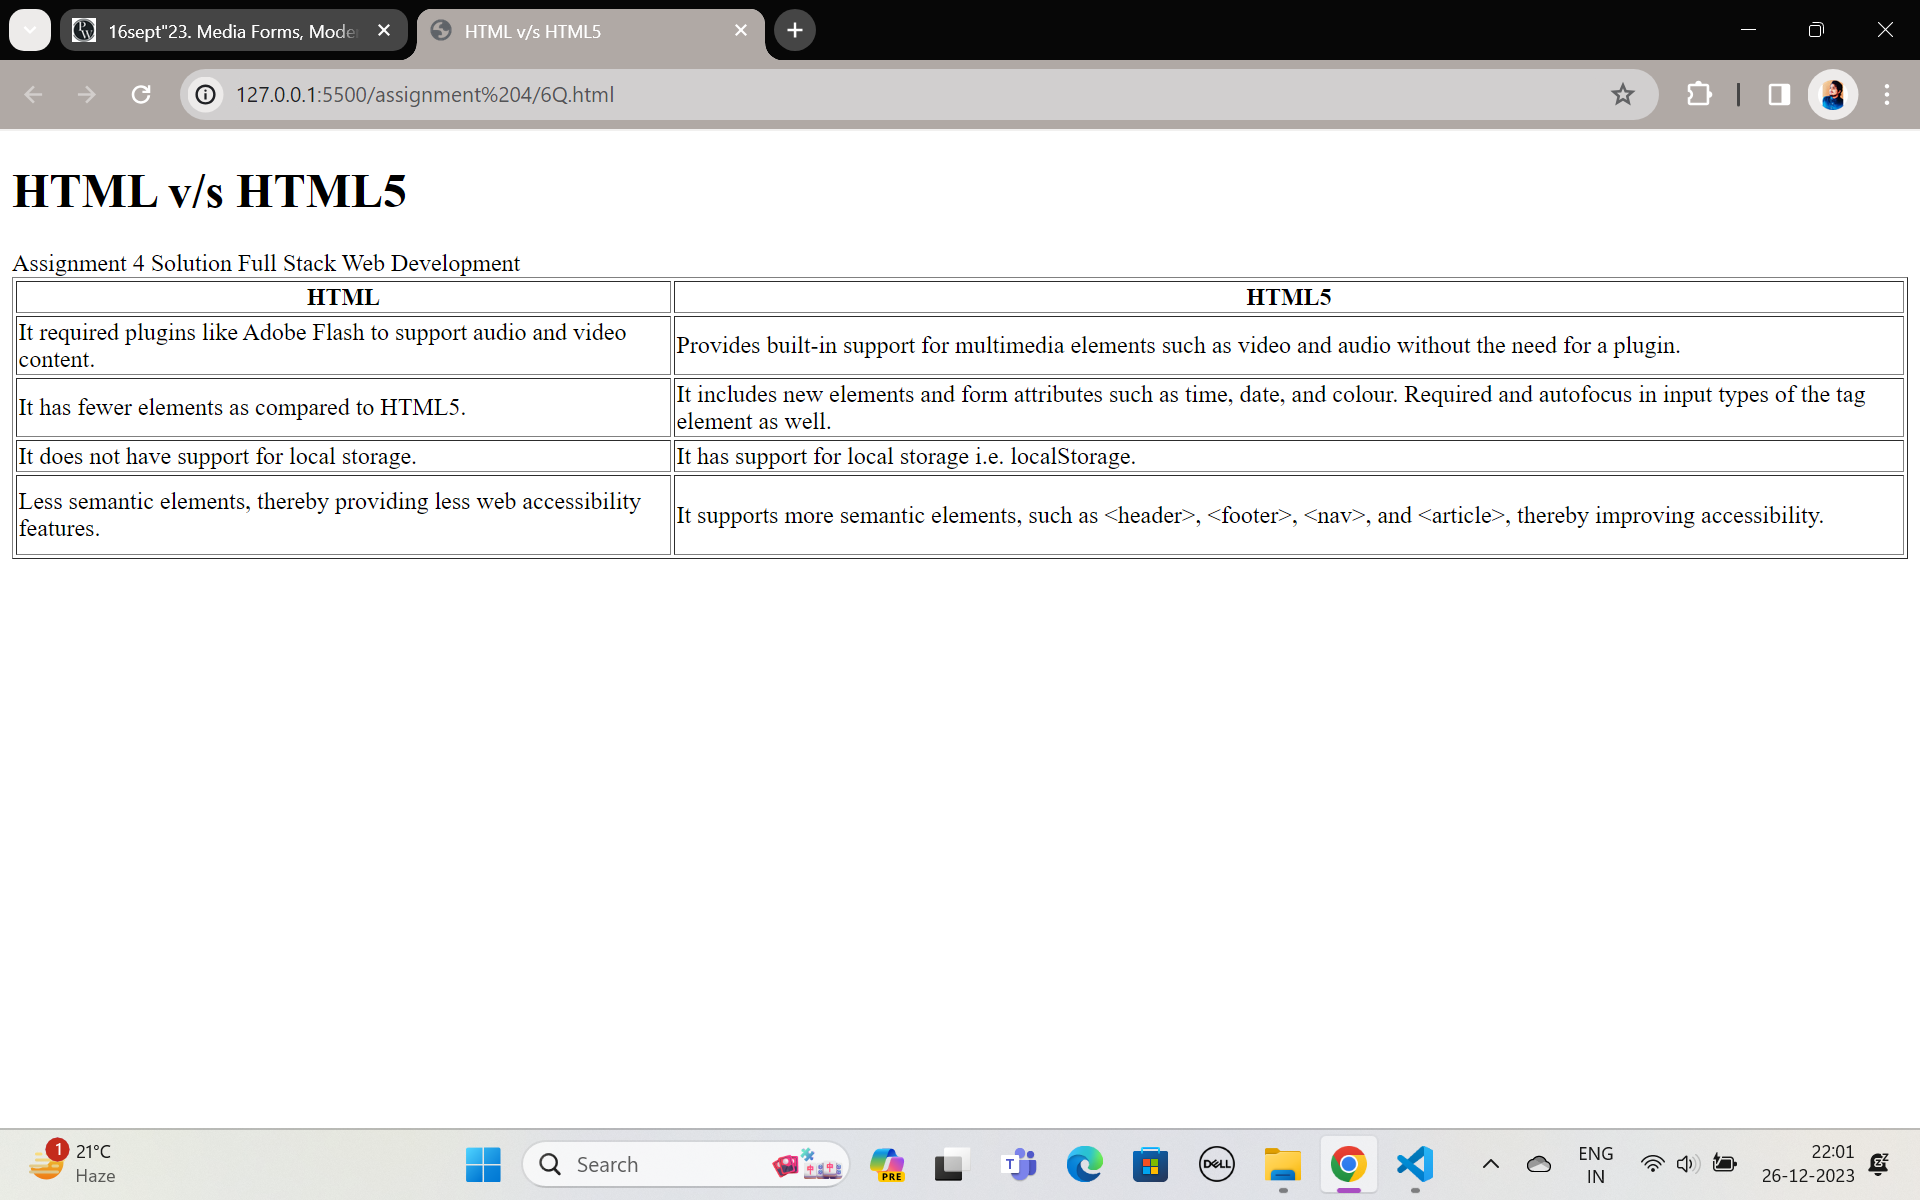 16sept"23. Media Forms, Mode
HTML v/s HTML5
127.0.0.1:5500/assignment%204/6Q.html
HTML v/s HTML5
Assignment 4 Solution Full Stack Web Development
HTML
HTML5
It required plugins like Adobe Flash to support audio and video
content.
Provides built-in support for multimedia elements such as video and audio without the need for a plugin.
It has fewer elements as compared to HTML5.
It includes new elements and form attributes such as time, date, and colour. Required and autofocus in input types of the tag
element as well.
It does not have support for local storage.
It has support for local storage i.e. localStorage.
Less semantic elements, thereby providing less web accessibility
features.
It supports more semantic elements, such as <header>, <footer>, <nav>, and <article>, thereby improving accessibility.
1
21°C
Haze
Search
PRE
T
DELL
ENG
IN
22:01
26-12-2023